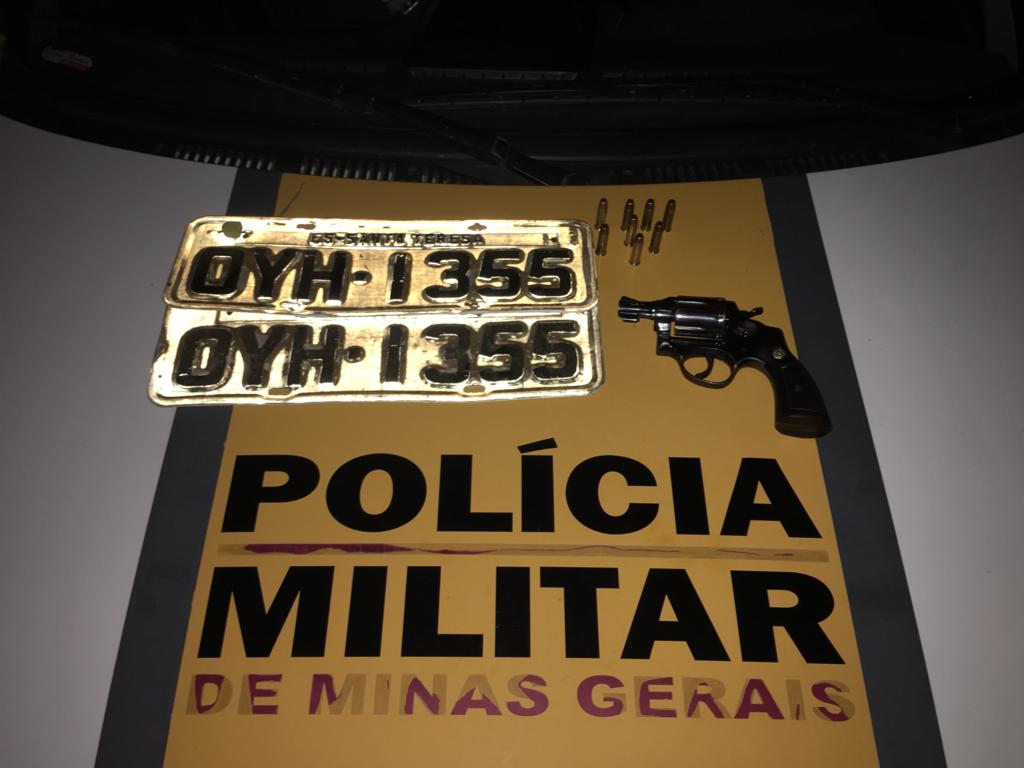 ES-SANTA TERESA
OYH·1355
OYH·1355
POLÍCIA
MILITAR
DE MINAS GERAIS